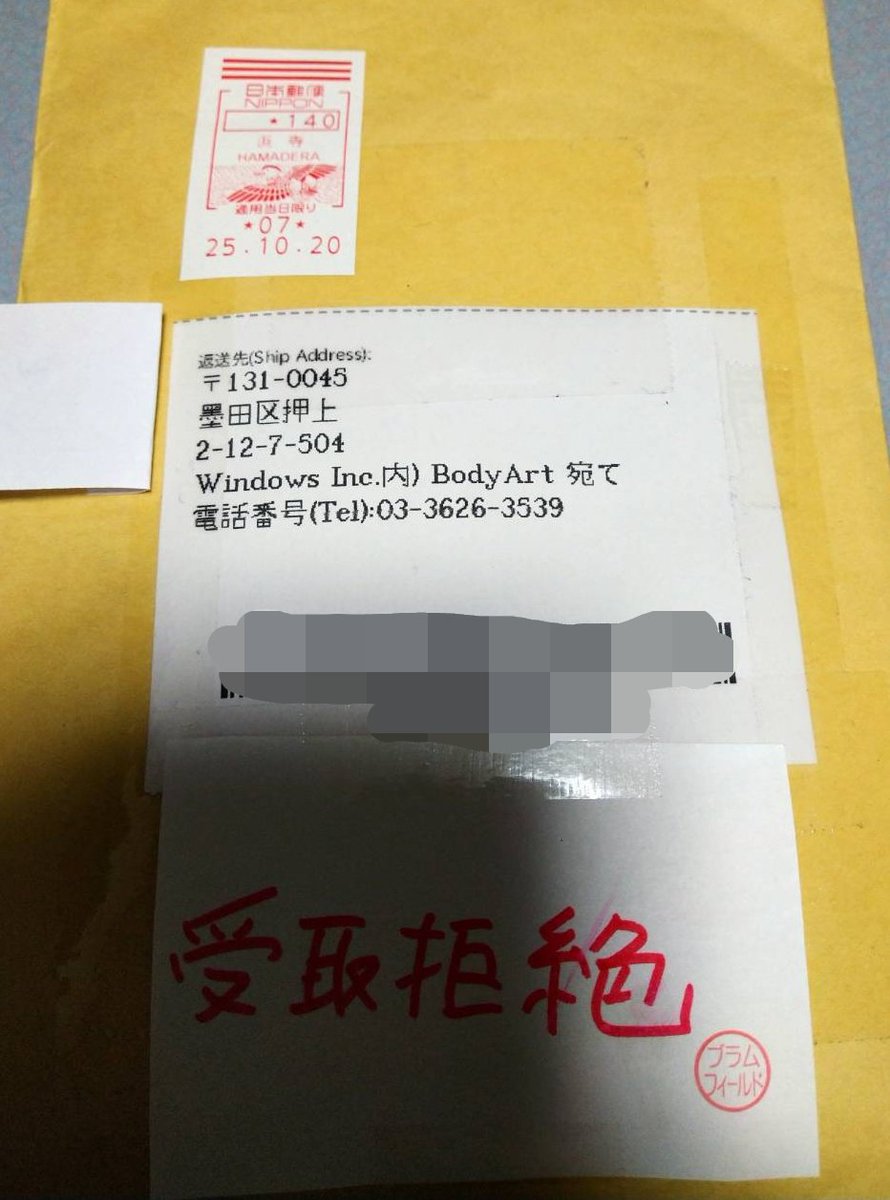 日本郵便
NIPPON
★140
浜寺
HAMADERA
適用当日限り
★07★
25.10.20
返送先(Ship Address):
〒131-0045
墨田区押上
2-12-7-504
Windows Inc.内) BodyArt 宛て
電話番号(Tel):03-3626-3539
受取拒絶
プラム
フィールド